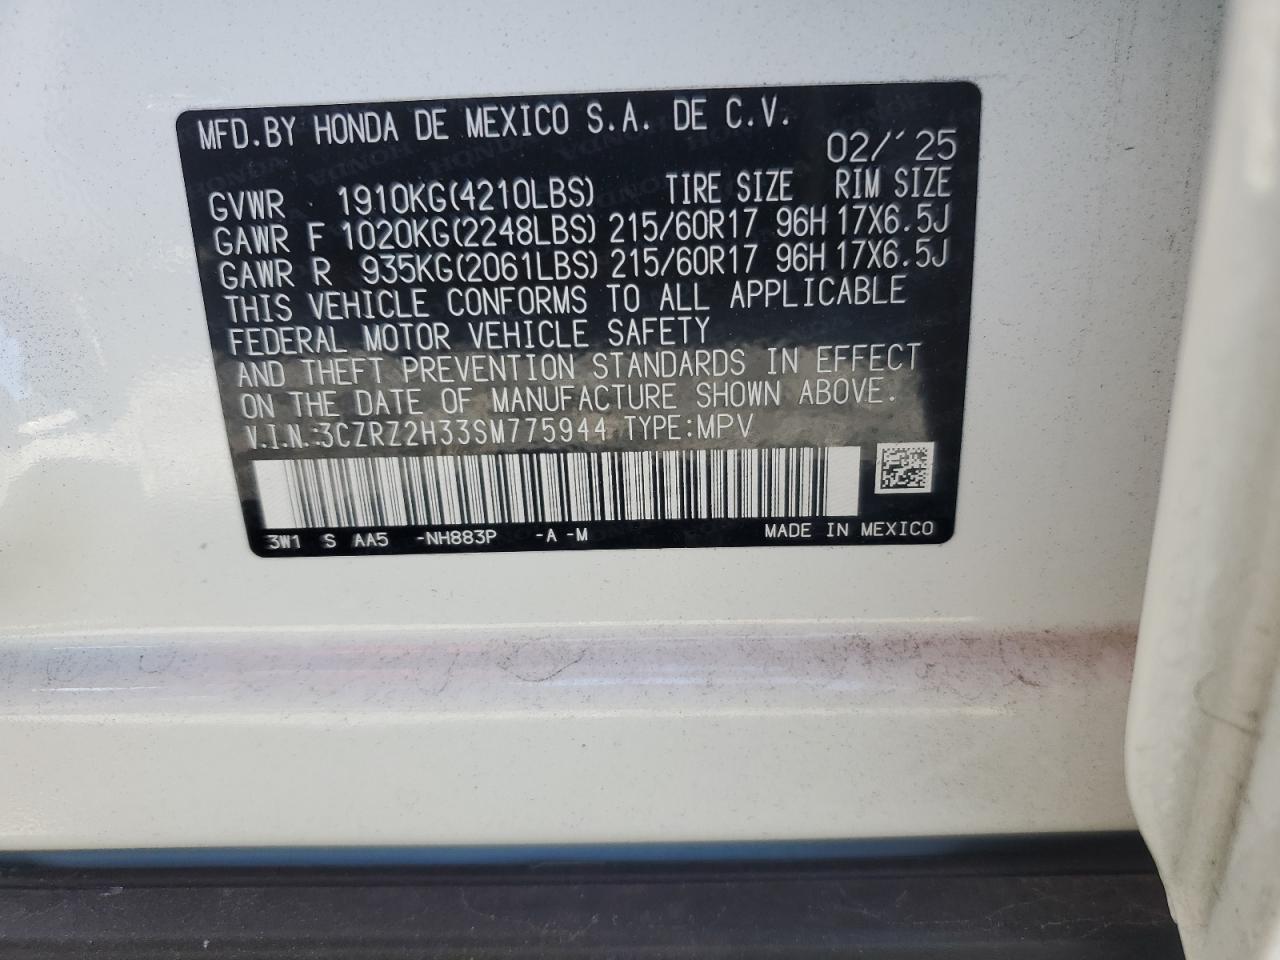 MFD.BY HONDA DE MEXICO S.A. DE C.V.
02/'25
GVWR 1910KG(4210LBS) TIRE SIZE RIM SIZE
GAWR F 1020KG(2248LBS) 215/60R17 96H 17X6.5J
GAWR R 935KG(2061LBS) 215/60R17 96H 17X6.5J
THIS VEHICLE CONFORMS TO ALL APPLICABLE
FEDERAL MOTOR VEHICLE SAFETY
AND THEFT PREVENTION STANDARDS IN EFFECT
ON THE DATE OF MANUFACTURE SHOWN ABOVE.
V.I.N.:3CZRZ2H33SM775944 TYPE:MPV
3W1 S AA5 -NH883P -A -M MADE IN MEXICO